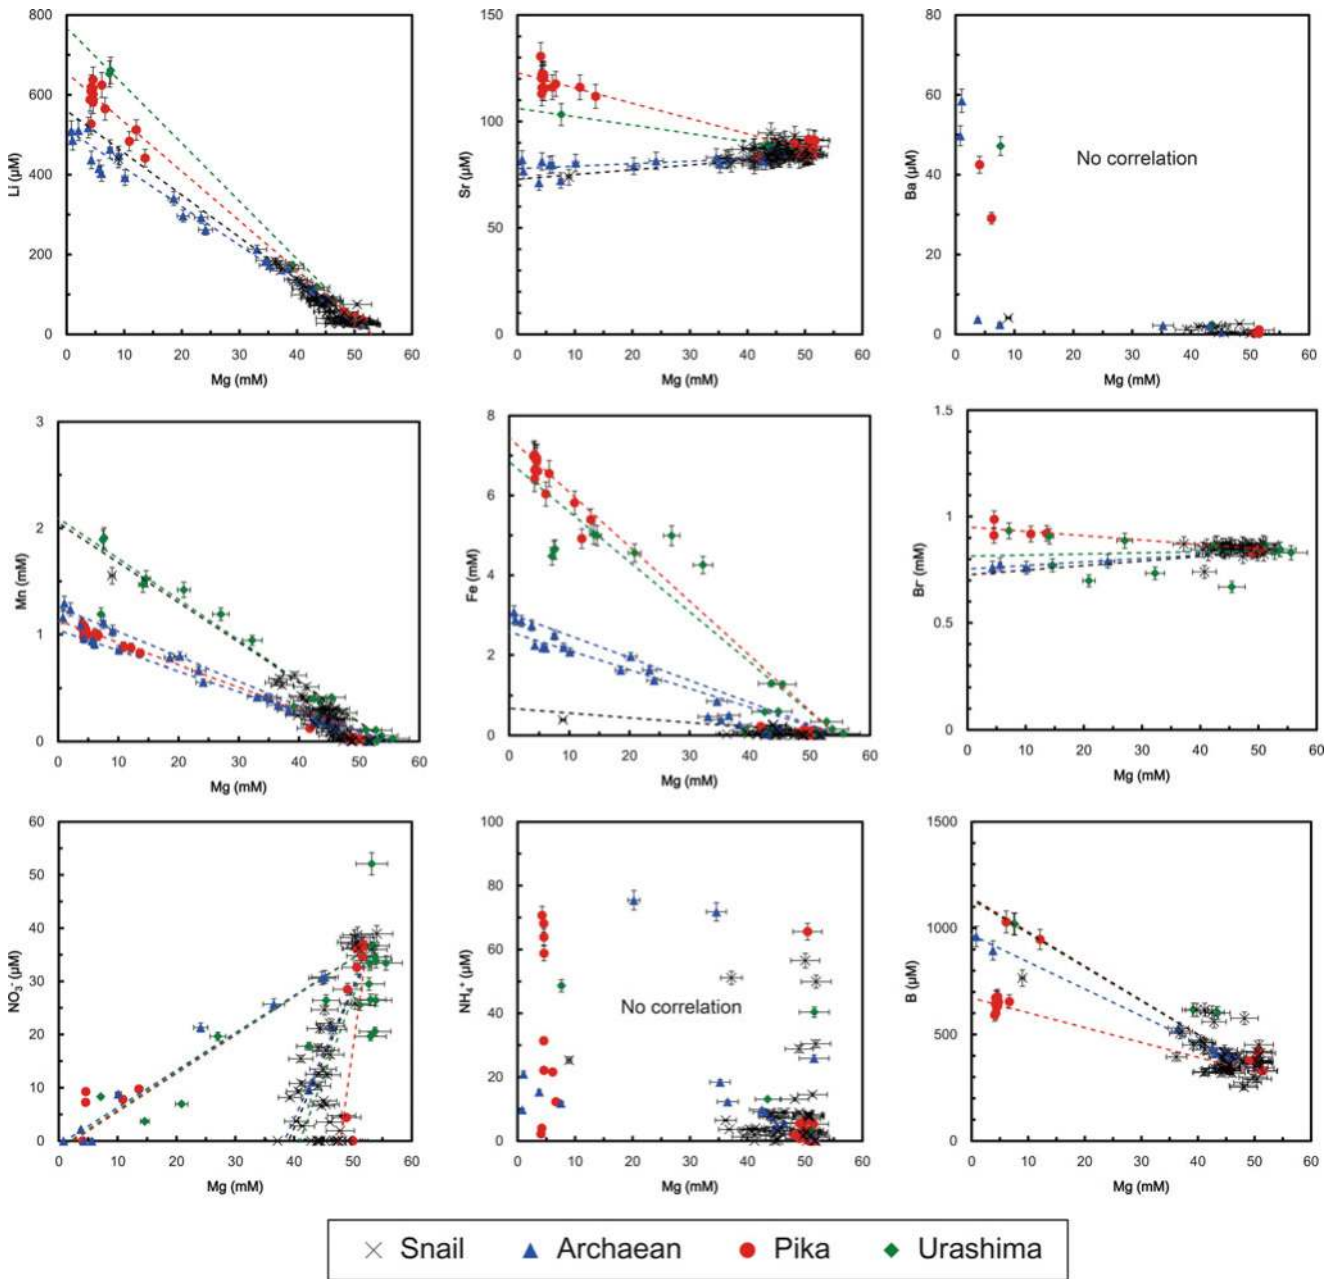 800
600
400
200
0
Li (µM)
0 10 20 30 40 50 60
Mg (mM)
150
100
50
0
Sr (µM)
0 10 20 30 40 50 60
Mg (mM)
80
60
40
20
0
Ba (µM)
No correlation
0 10 20 30 40 50 60
Mg (mM)
3
2
1
0
Mn (mM)
0 10 20 30 40 50 60
Mg (mM)
8
6
4
2
0
Fe (mM)
0 10 20 30 40 50 60
Mg (mM)
1.5
1
0.5
0
Br⁻ (mM)
0 10 20 30 40 50 60
Mg (mM)
60
50
40
30
20
10
0
NO₃⁻ (µM)
0 10 20 30 40 50 60
Mg (mM)
100
80
60
40
20
0
NH₄⁺ (µM)
No correlation
0 10 20 30 40 50 60
Mg (mM)
1500
1000
500
0
B (µM)
0 10 20 30 40 50 60
Mg (mM)
Snail Archaean Pika Urashima